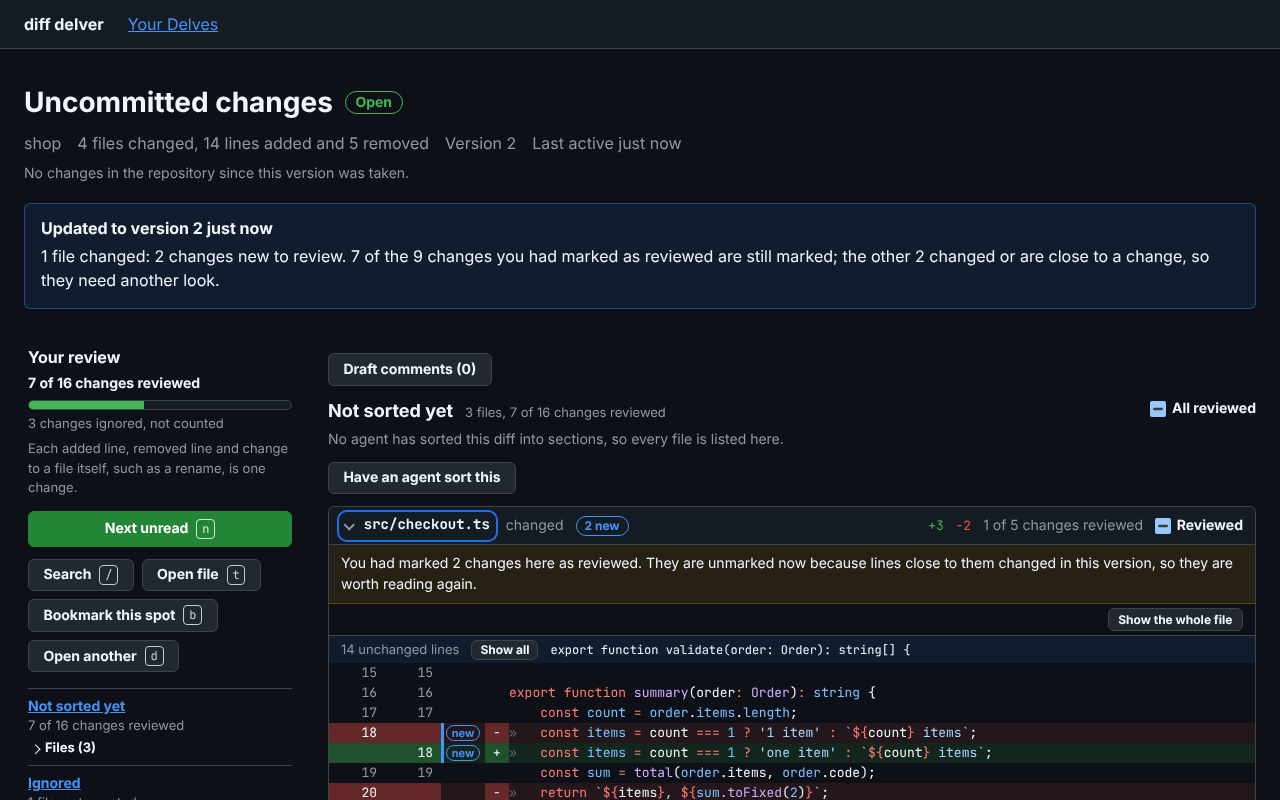 diff delver Your Delves
Uncommitted changes Open
shop 4 files changed, 14 lines added and 5 removed Version 2 Last active just now
No changes in the repository since this version was taken.
Updated to version 2 just now
1 file changed: 2 changes new to review. 7 of the 9 changes you had marked as reviewed are still marked; the other 2 changed or are close to a change, so
they need another look.
Your review
7 of 16 changes reviewed
3 changes ignored, not counted
Each added line, removed line and change
to a file itself, such as a rename, is one
change.
Next unread n
Search / Open file t
Bookmark this spot b
Open another d
Not sorted yet
7 of 16 changes reviewed
Files (3)
Ignored
Draft comments (0)
Not sorted yet 3 files, 7 of 16 changes reviewed All reviewed
No agent has sorted this diff into sections, so every file is listed here.
Have an agent sort this
src/checkout.ts changed 2 new +3 -2 1 of 5 changes reviewed Reviewed
You had marked 2 changes here as reviewed. They are unmarked now because lines close to them changed in this version, so they are
worth reading again.
Show the whole file
14 unchanged lines Show all export function validate(order: Order): string[] {
15 15
16 16 export function summary(order: Order): string {
17 17 const count = order.items.length;
18 new - » const items = count === 1 ? '1 item' : `${count} items`;
18 new + » const items = count === 1 ? 'one item' : `${count} items`;
19 19 const sum = total(order.items, order.code);
20 - » return `${items}, ${sum.toFixed(2)}`;